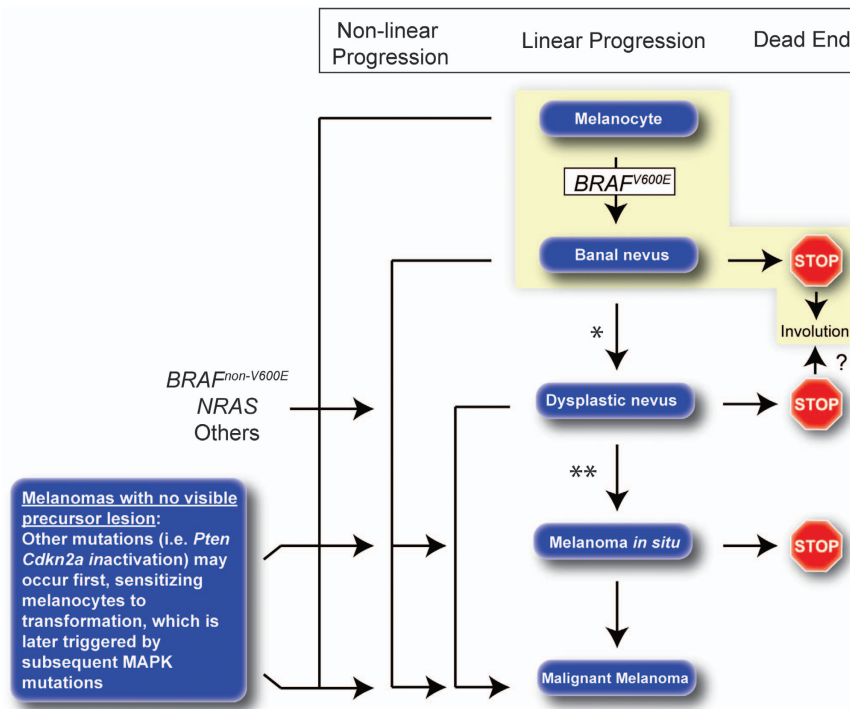 Non-linear
Progression
Linear Progression
Dead End
Melanocyte
BRAF^V600E
Banal nevus
STOP
Involution
*
?
BRAF^non-V600E
NRAS
Others
Dysplastic nevus
STOP
**
Melanomas with no visible
precursor lesion:
Other mutations (i.e. Pten
Cdkn2a inactivation) may
occur first, sensitizing
melanocytes to
transformation, which is
later triggered by
subsequent MAPK
mutations
Melanoma in situ
STOP
Malignant Melanoma